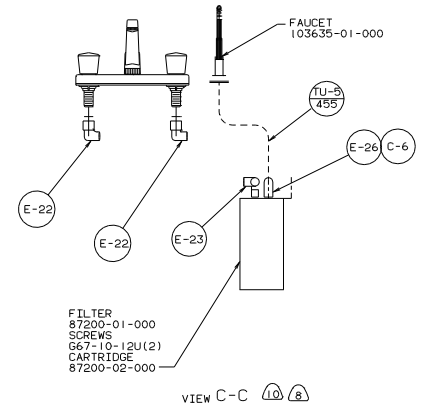 FAUCET
103635-01-000
TU-5
455
E-26 C-6
E-22
E-22
E-23
FILTER
87200-01-000
SCREWS
G67-10-12U(2)
CARTRIDGE
87200-02-000
VIEW C-C 10 8